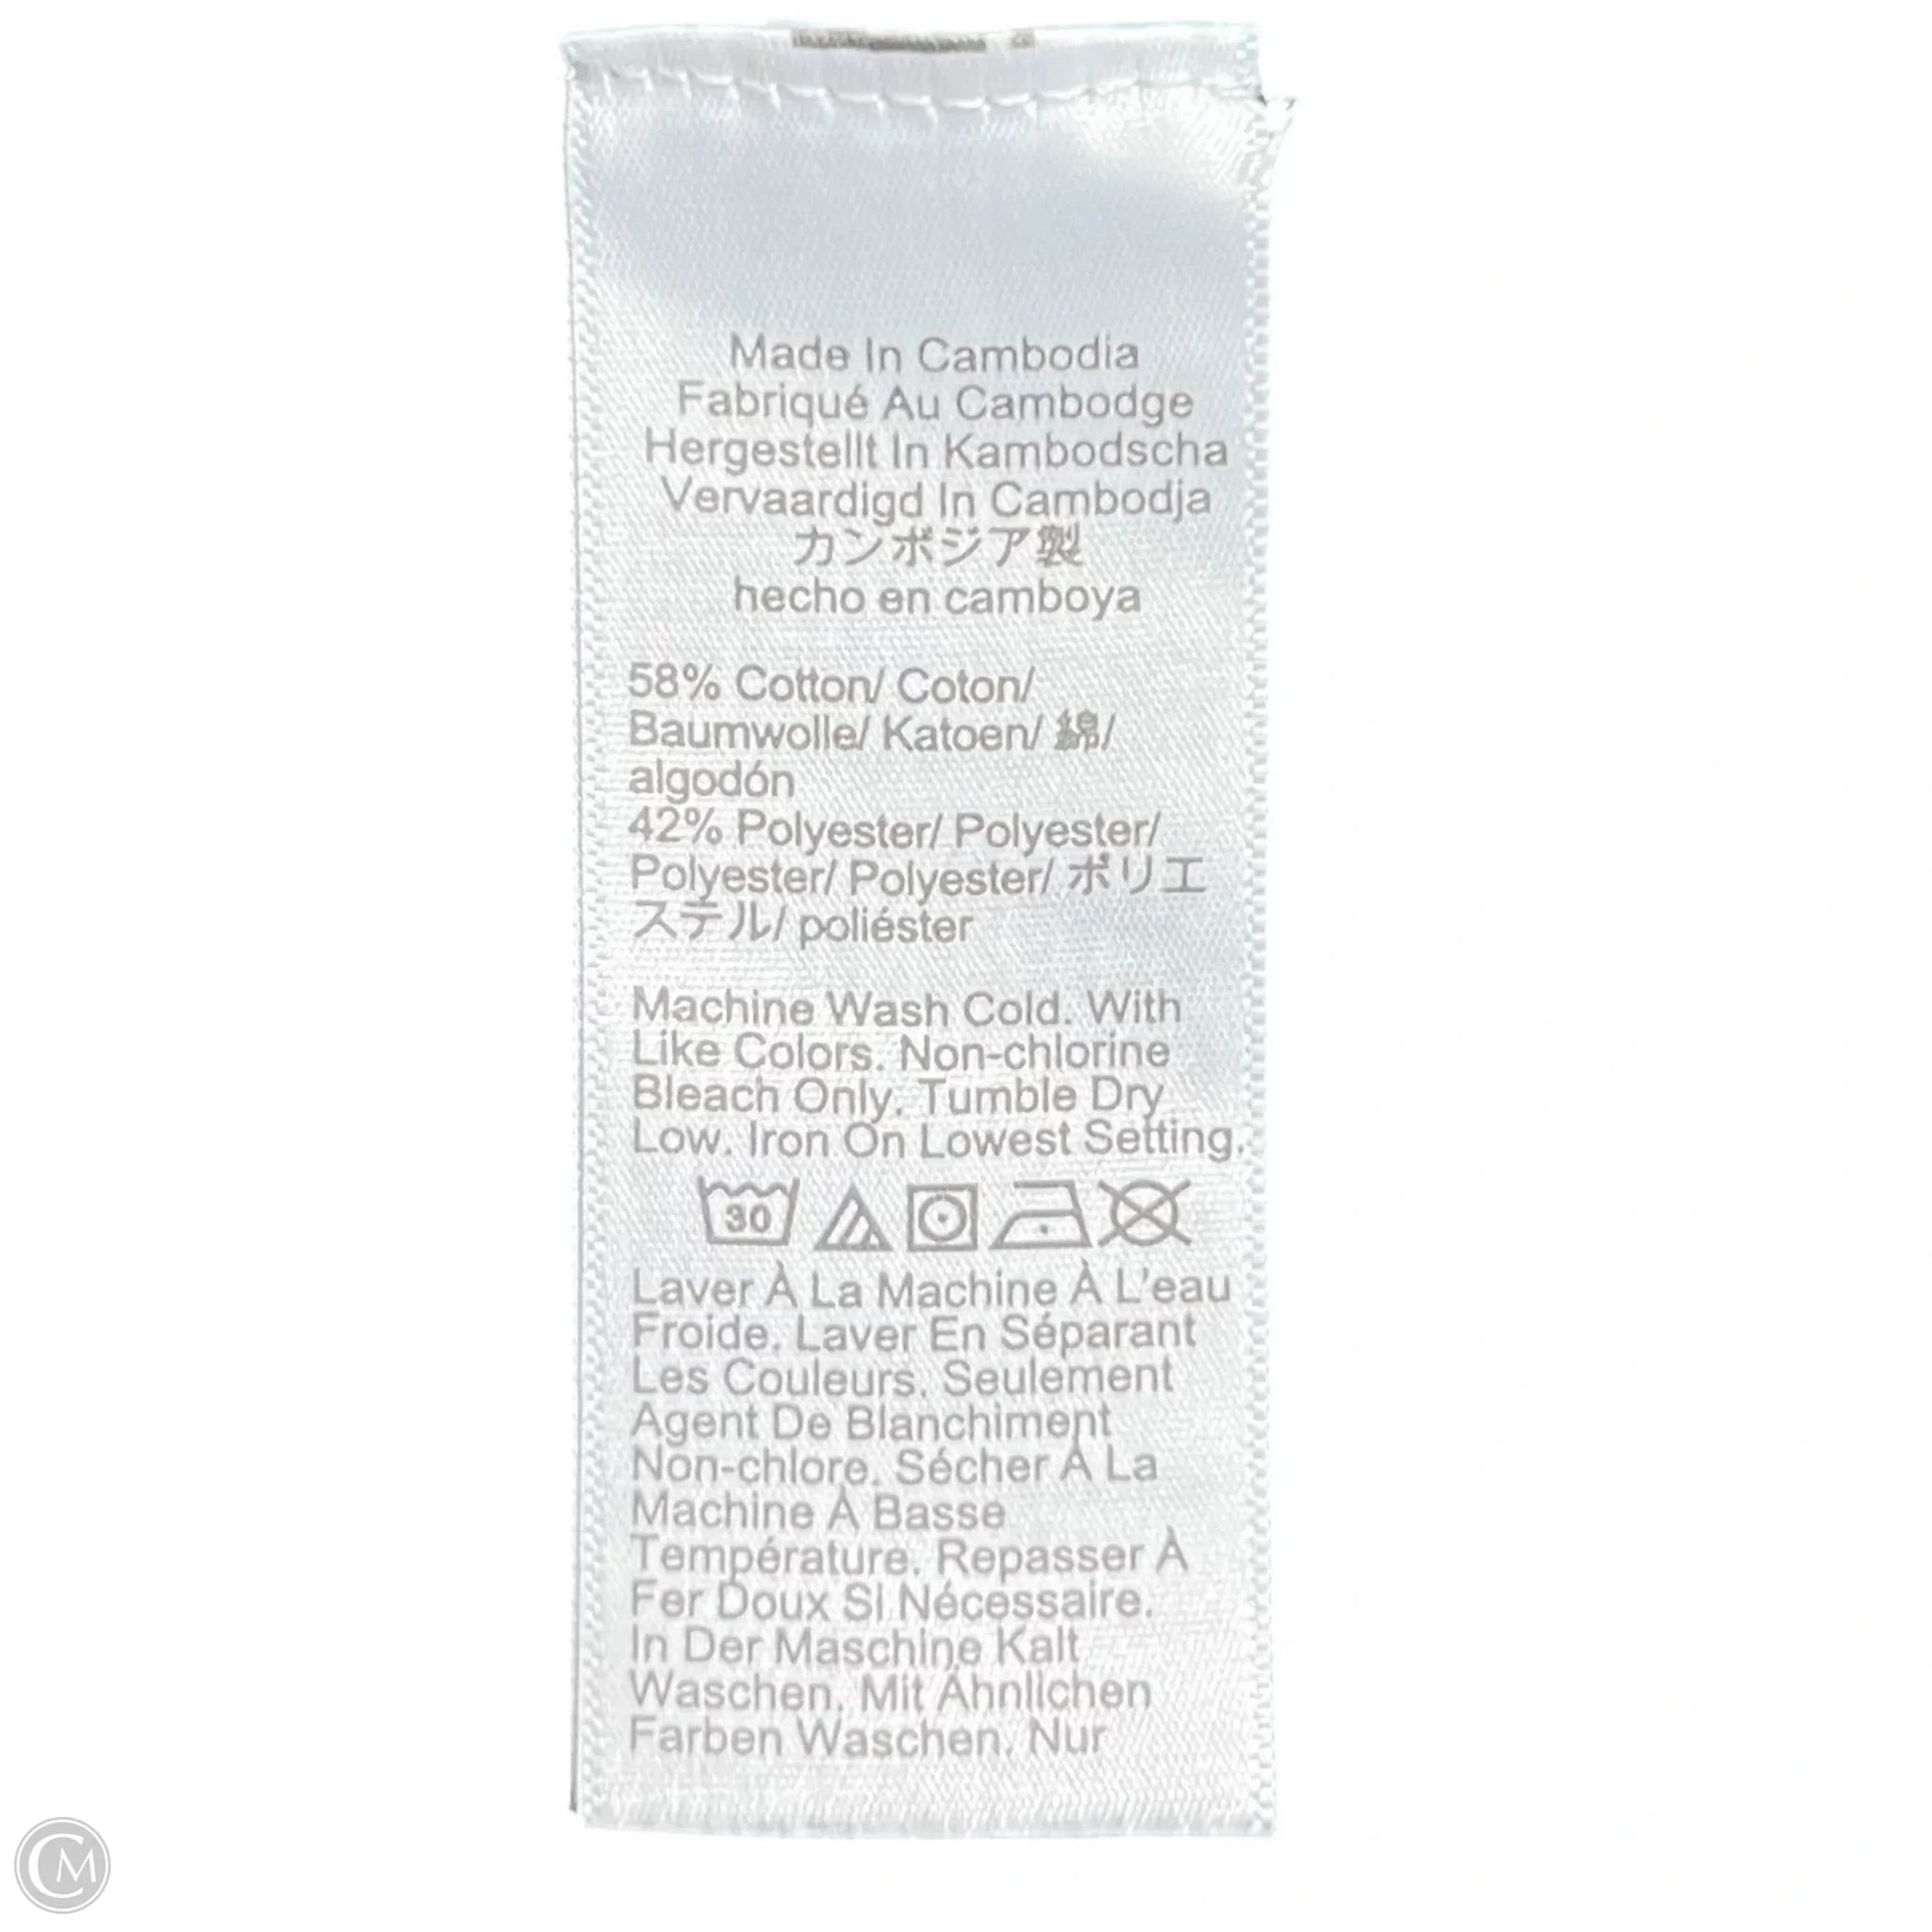 Made In Cambodia
Fabriqué Au Cambodge
Hergestellt In Kambodscha
Vervaardigd In Cambodja
カンボジア製
hecho en camboya
58% Cotton/ Coton/
Baumwolle/ Katoen/ 綿/
algodón
42% Polyester/ Polyester/
Polyester/ Polyester/ ポリエ
ステル/ poliéster
Machine Wash Cold. With
Like Colors. Non-chlorine
Bleach Only. Tumble Dry
Low. Iron On Lowest Setting.
30
Laver À La Machine À L'eau
Froide. Laver En Séparant
Les Couleurs. Seulement
Agent De Blanchiment
Non-chlore. Sécher À La
Machine À Basse
Température. Repasser À
Fer Doux Si Nécessaire.
In Der Maschine Kalt
Waschen. Mit Ähnlichen
Farben Waschen. Nur
CM